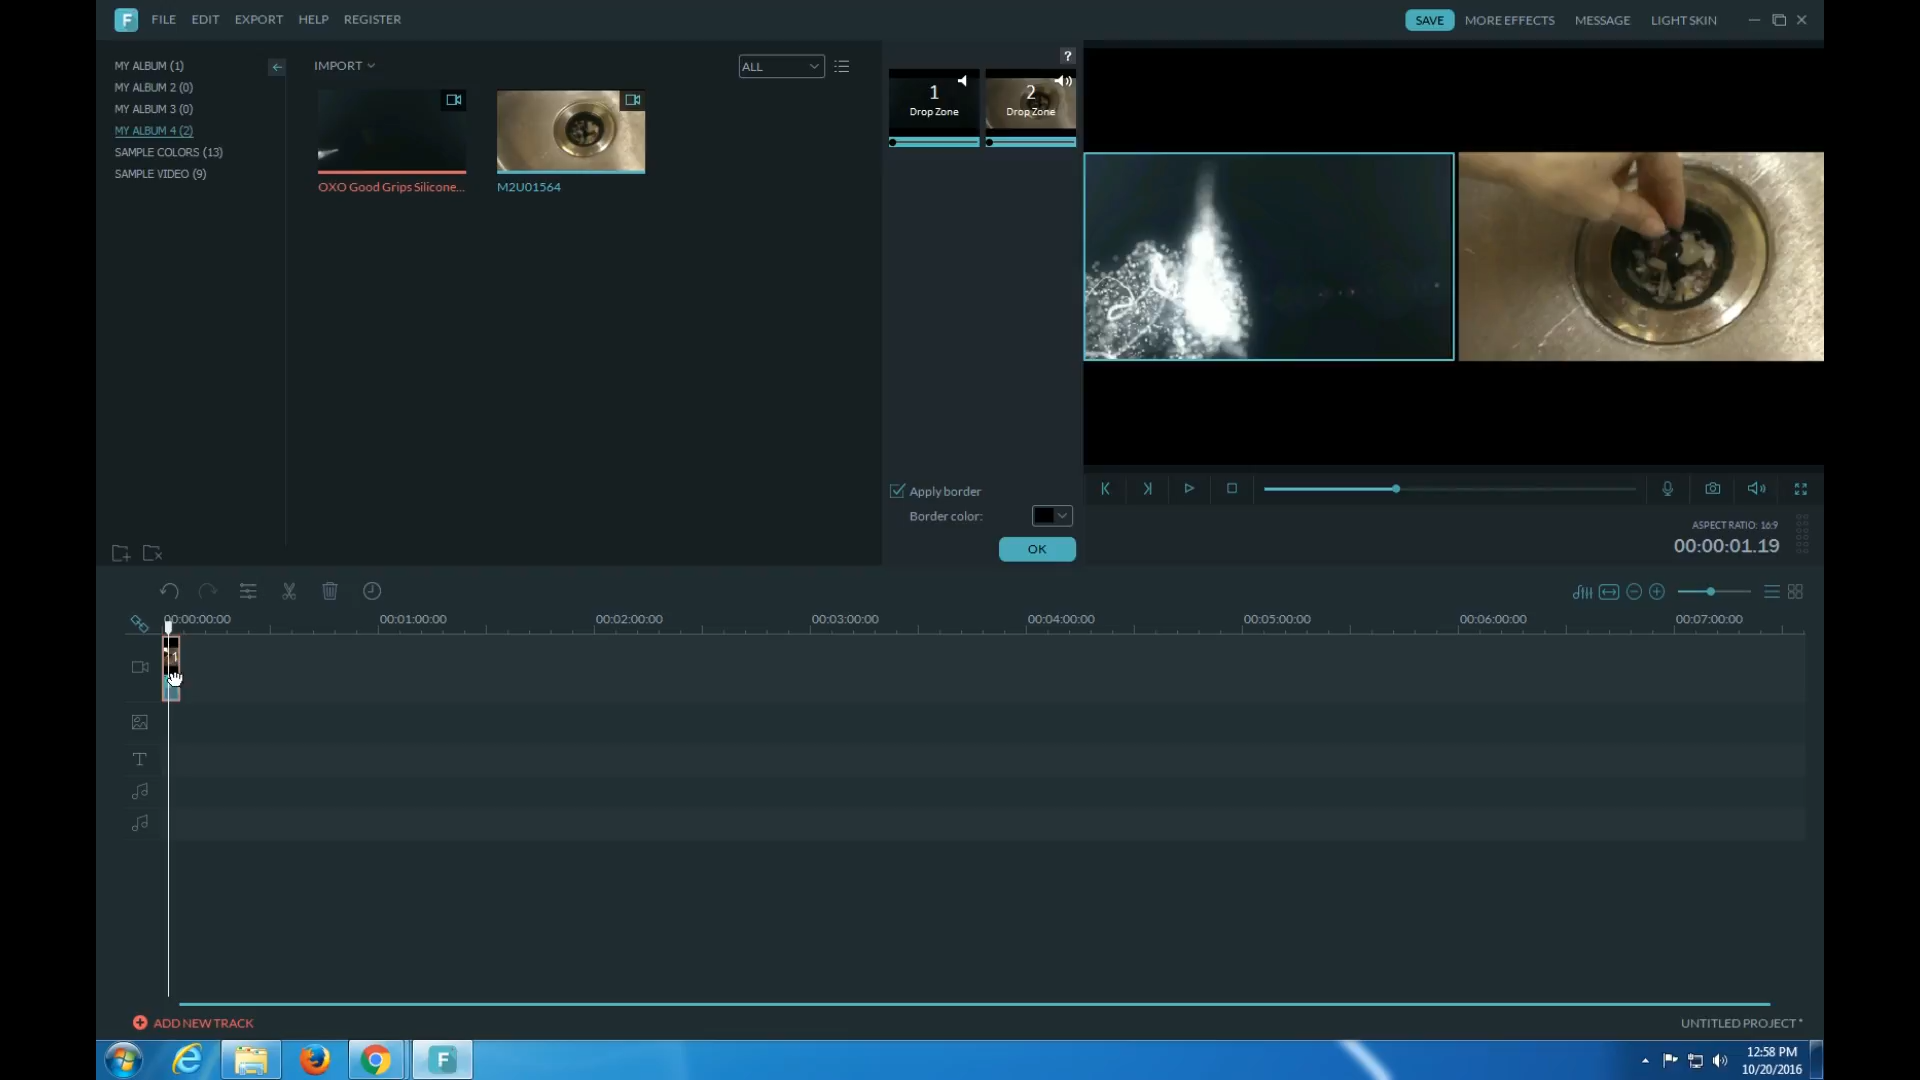 F FILE EDIT EXPORT HELP REGISTER SAVE MORE EFFECTS MESSAGE LIGHT SKIN
MY ALBUM (1)
MY ALBUM 2 (0)
MY ALBUM 3 (0)
MY ALBUM 4 (2)
SAMPLE COLORS (13)
SAMPLE VIDEO (9)
IMPORT
ALL
OXO Good Grips Silicone...
M2U01564
?
1
Drop Zone
2
Drop Zone
Apply border
Border color:
OK
ASPECT RATIO: 16:9
00:00:01.19
00:00:00:00 00:01:00:00 00:02:00:00 00:03:00:00 00:04:00:00 00:05:00:00 00:06:00:00 00:07:00:00
1
T
ADD NEW TRACK
UNTITLED PROJECT *
F
12:58 PM
10/20/2016